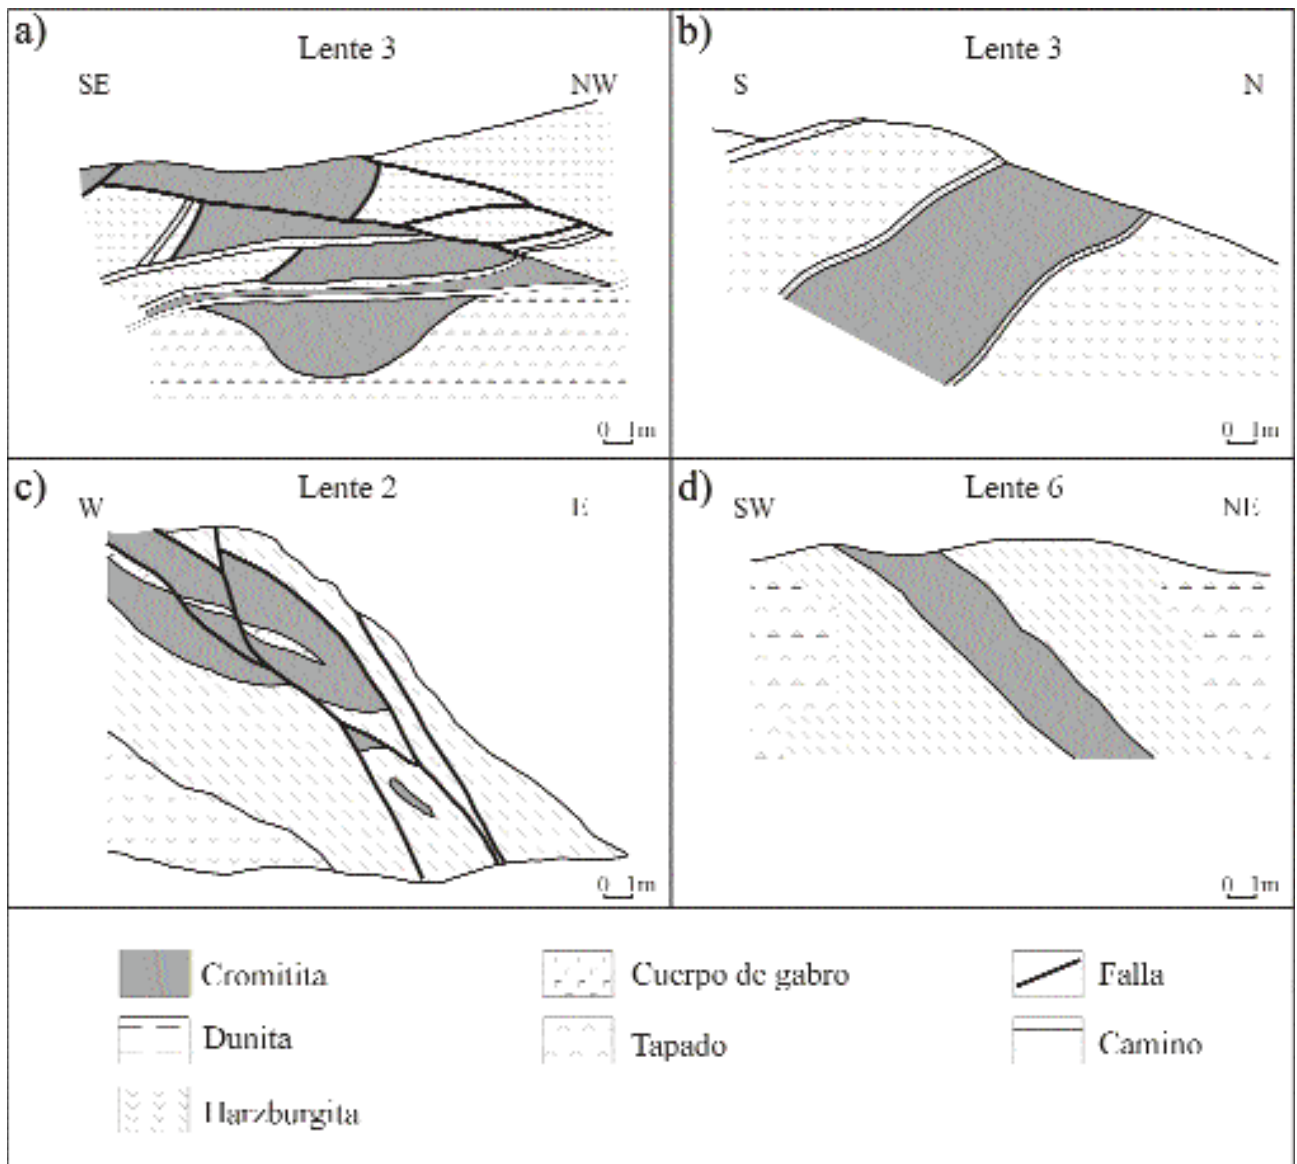 a)
Lente 3
SE
NW
0 1m
b)
Lente 3
S
N
0 1m
c)
Lente 2
W
E
0 1m
d)
Lente 6
SW
NE
0 1m
Cromitita
Cuerpo de gabro
Falla
Dunita
Tapado
Camino
Harzburgita